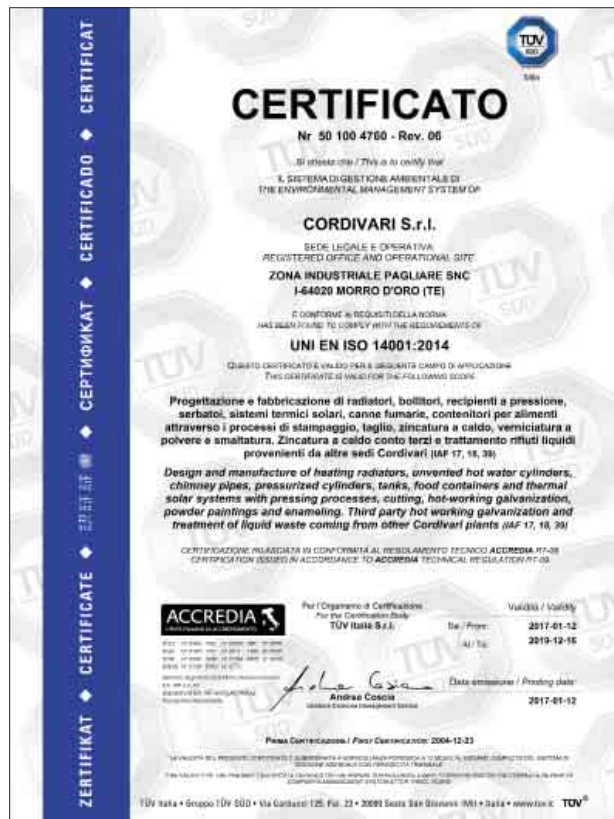 TÜV
SÜD
Italia
CERTIFICATO
Nr 50 100 4760 - Rev. 06
Si attesta che / This is to certify that
IL SISTEMA DI GESTIONE AMBIENTALE DI
THE ENVIRONMENTAL MANAGEMENT SYSTEM OF
CORDIVARI S.r.l.
SEDE LEGALE E OPERATIVA:
REGISTERED OFFICE AND OPERATIONAL SITE:
ZONA INDUSTRIALE PAGLIARE SNC
I-64020 MORRO D'ORO (TE)
È CONFORME AI REQUISITI DELLA NORMA
HAS BEEN FOUND TO COMPLY WITH THE REQUIREMENTS OF
UNI EN ISO 14001:2014
QUESTO CERTIFICATO È VALIDO PER IL SEGUENTE CAMPO DI APPLICAZIONE
THIS CERTIFICATE IS VALID FOR THE FOLLOWING SCOPE
Progettazione e fabbricazione di radiatori, bollitori, recipienti a pressione,
serbatoi, sistemi termici solari, canne fumarie, contenitori per alimenti
attraverso i processi di stampaggio, taglio, zincatura a caldo, verniciatura a
polvere e smaltatura. Zincatura a caldo conto terzi e trattamento rifiuti liquidi
provenienti da altre sedi Cordivari (IAF 17, 18, 39)
Design and manufacture of heating radiators, unvented hot water cylinders,
chimney pipes, pressurized cylinders, tanks, food containers and thermal
solar systems with pressing processes, cutting, hot-working galvanization,
powder paintings and enameling. Third party hot working galvanization and
treatment of liquid waste coming from other Cordivari plants (IAF 17, 18, 39)
CERTIFICAZIONE RILASCIATA IN CONFORMITÀ AL REGOLAMENTO TECNICO ACCREDIA RT-09
CERTIFICATION ISSUED IN ACCORDANCE TO ACCREDIA TECHNICAL REGULATION RT-09
ACCREDIA
Per l'Organismo di Certificazione
For the Certification Body
TÜV Italia S.r.l.
Andrea Coscia
Validità / Validity
Dal / From: 2017-01-12
Al / To: 2019-12-16
Data emissione / Printing date:
2017-01-12
PRIMA CERTIFICAZIONE / FIRST CERTIFICATION: 2004-12-23
TÜV Italia • Gruppo TÜV SÜD • Via Carducci 125, Pal. 23 • 20099 Sesto San Giovanni (MI) • Italia • www.tuv.it TÜV®
ZERTIFIKAT ◆ CERTIFICATE ◆ ◆ СЕРТИФИКАТ ◆ CERTIFICADO ◆ CERTIFICAT